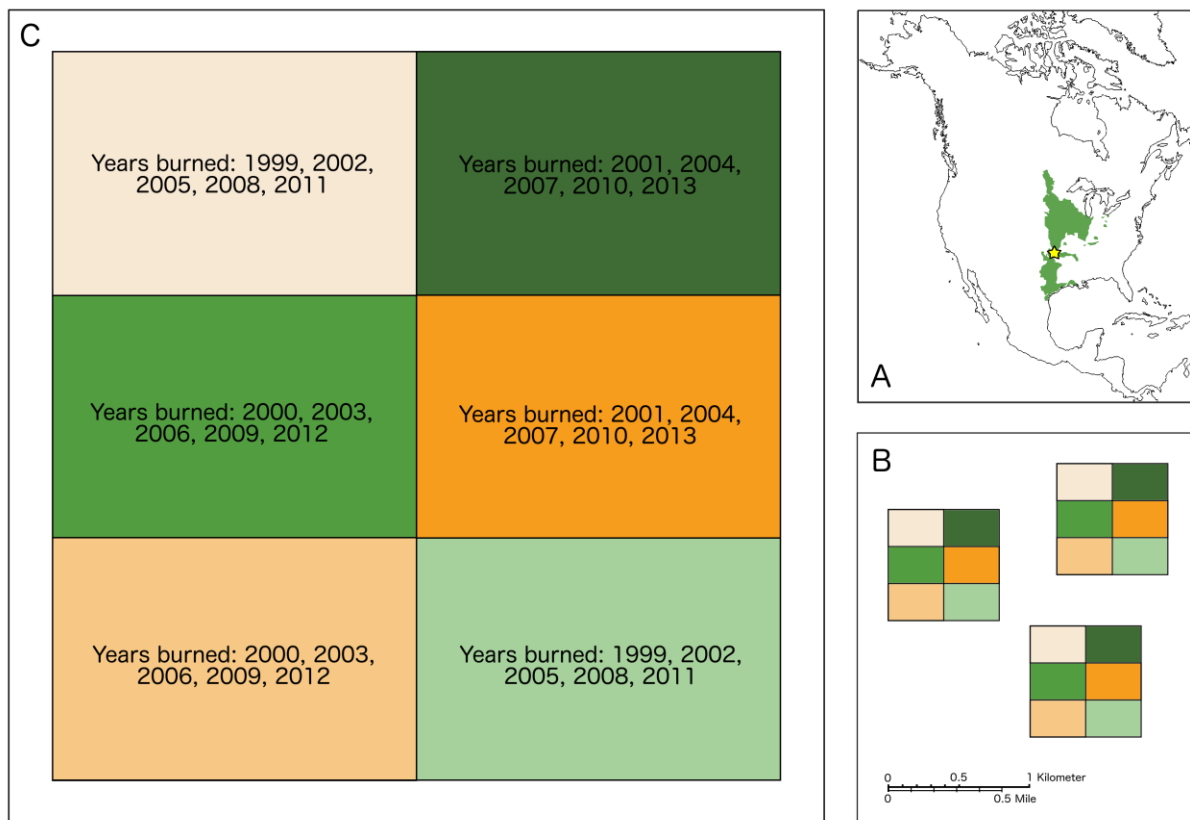 C
Years burned: 1999, 2002,
2005, 2008, 2011
Years burned: 2001, 2004,
2007, 2010, 2013
Years burned: 2000, 2003,
2006, 2009, 2012
Years burned: 2001, 2004,
2007, 2010, 2013
Years burned: 2000, 2003,
2006, 2009, 2012
Years burned: 1999, 2002,
2005, 2008, 2011
A
B
0 0.5 1 Kilometer
0 0.5 Mile